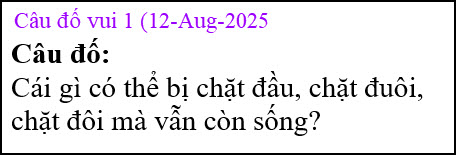 Câu đố vui 1 (12-Aug-2025
Câu đố:
Cái gì có thể bị chặt đầu, chặt đuôi,
chặt đôi mà vẫn còn sống?